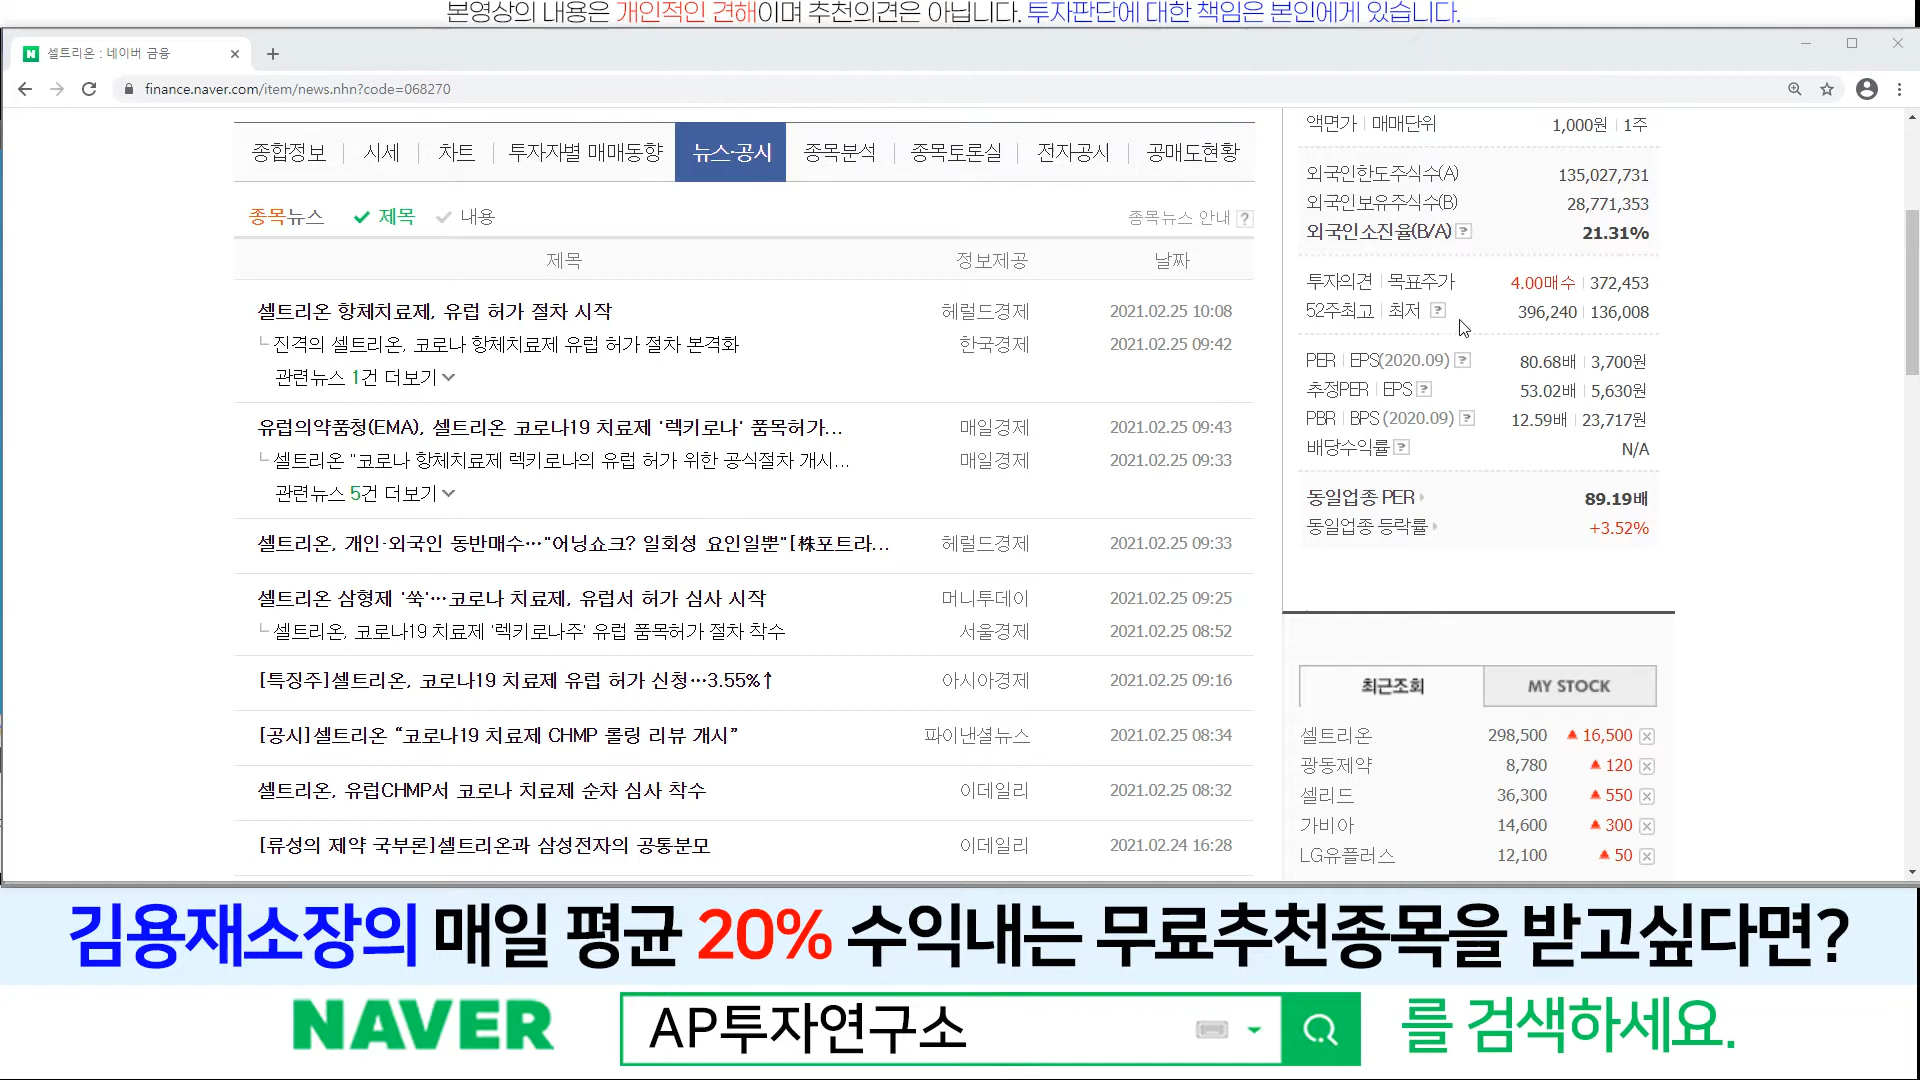 본영상의 내용은 개인적인 견해이며 추천의견은 아닙니다. 투자판단에 대한 책임은 본인에게 있습니다.
셀트리온 : 네이버 금융
finance.naver.com/item/news.nhn?code=068270
종합정보 시세 차트 투자자별 매매동향 뉴스·공시 종목분석 종목토론실 전자공시 공매도현황
종목뉴스 제목 내용 종목뉴스 안내 ?
제목 정보제공 날짜
셀트리온 항체치료제, 유럽 허가 절차 시작 헤럴드경제 2021.02.25 10:08
진격의 셀트리온, 코로나 항체치료제 유럽 허가 절차 본격화 한국경제 2021.02.25 09:42
관련뉴스 1건 더보기
유럽의약품청(EMA), 셀트리온 코로나19 치료제 '렉키로나' 품목허가... 매일경제 2021.02.25 09:43
셀트리온 "코로나 항체치료제 렉키로나의 유럽 허가 위한 공식절차 개시... 매일경제 2021.02.25 09:33
관련뉴스 5건 더보기
셀트리온, 개인·외국인 동반매수…"어닝쇼크? 일회성 요인일뿐"[株포트라... 헤럴드경제 2021.02.25 09:33
셀트리온 삼형제 '쑥'…코로나 치료제, 유럽서 허가 심사 시작 머니투데이 2021.02.25 09:25
셀트리온, 코로나19 치료제 '렉키로나주' 유럽 품목허가 절차 착수 서울경제 2021.02.25 08:52
[특징주]셀트리온, 코로나19 치료제 유럽 허가 신청…3.55%↑ 아시아경제 2021.02.25 09:16
[공시]셀트리온 “코로나19 치료제 CHMP 롤링 리뷰 개시” 파이낸셜뉴스 2021.02.25 08:34
셀트리온, 유럽CHMP서 코로나 치료제 순차 심사 착수 이데일리 2021.02.25 08:32
[류성의 제약 국부론]셀트리온과 삼성전자의 공통분모 이데일리 2021.02.24 16:28
액면가 매매단위 1,000원 1주
외국인한도주식수(A) 135,027,731
외국인보유주식수(B) 28,771,353
외국인소진율(B/A) ? 21.31%
투자의견 목표주가 4.00매수 372,453
52주최고 최저 ? 396,240 136,008
PER EPS(2020.09) ? 80.68배 3,700원
추정PER EPS ? 53.02배 5,630원
PBR BPS (2020.09) ? 12.59배 23,717원
배당수익률 ? N/A
동일업종 PER 89.19배
동일업종 등락률 +3.52%
최근조회 MY STOCK
셀트리온 298,500 ▲ 16,500
광동제약 8,780 ▲ 120
셀리드 36,300 ▲ 550
가비아 14,600 ▲ 300
LG유플러스 12,100 ▲ 50
김용재소장의 매일 평균 20% 수익내는 무료추천종목을 받고싶다면?
NAVER AP투자연구소 를 검색하세요.